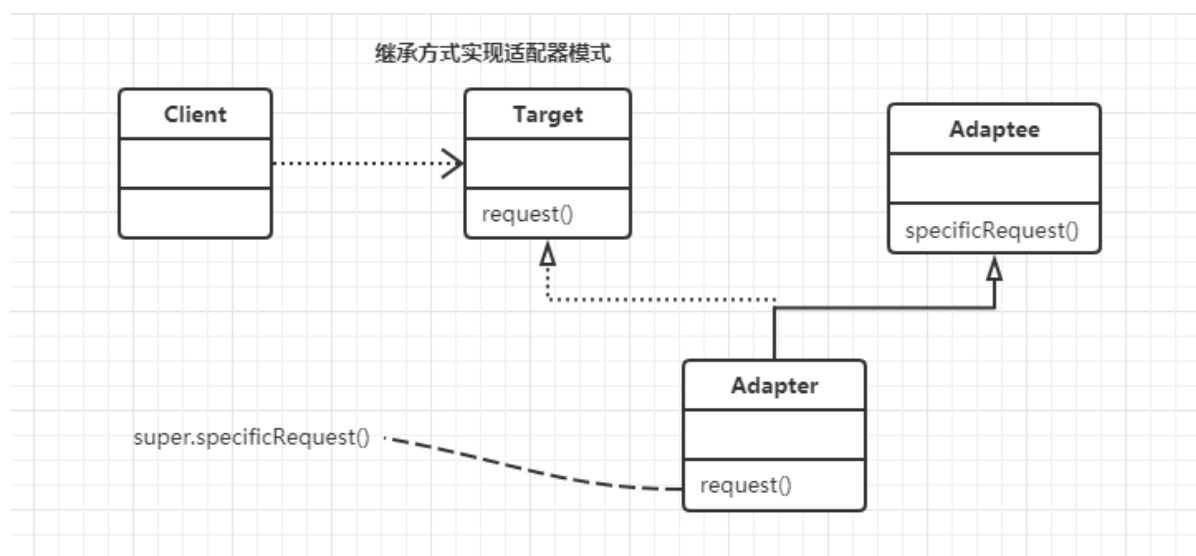 继承方式实现适配器模式
Client
Target
request()
Adaptee
specificRequest()
Adapter
request()
super.specificRequest()